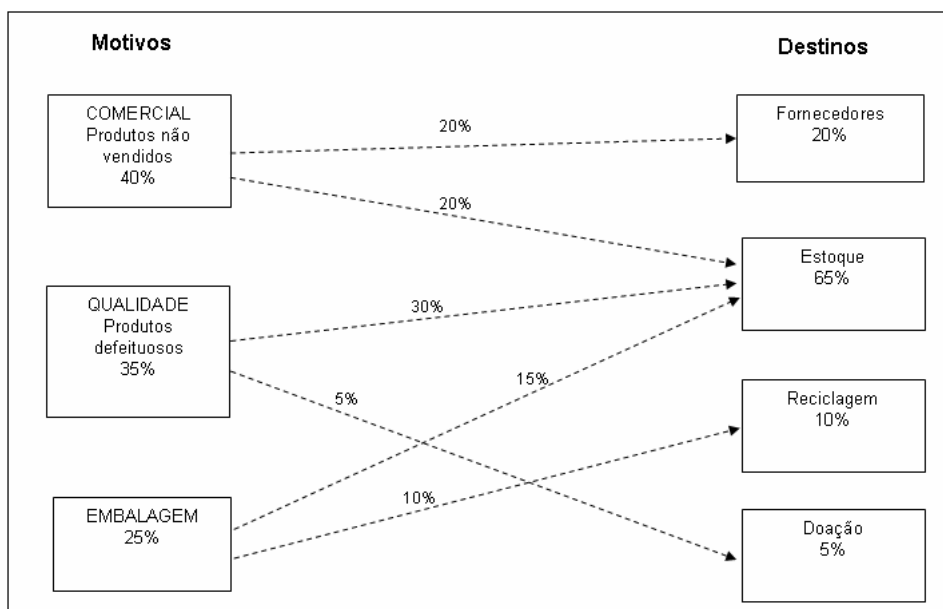 Motivos
Destinos
COMERCIAL
Produtos não
vendidos
40%
20%
20%
Fornecedores
20%
Estoque
65%
QUALIDADE
Produtos
defeituosos
35%
30%
5%
15%
Reciclagem
10%
EMBALAGEM
25%
10%
Doação
5%